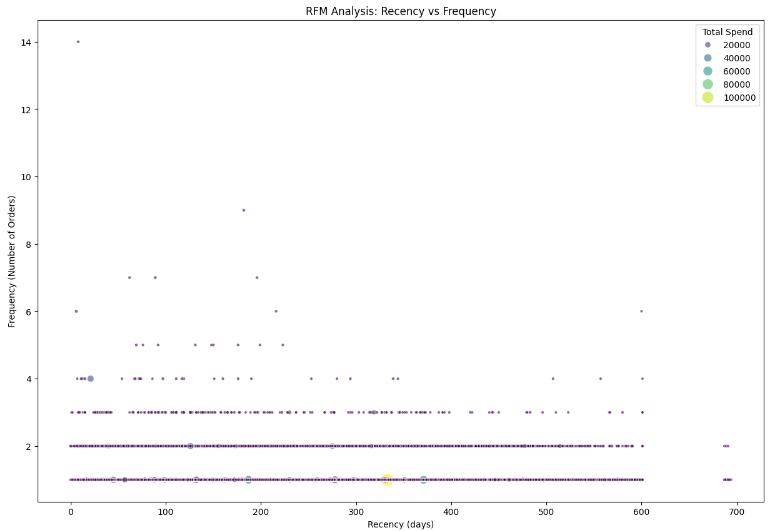 RFM Analysis: Recency vs Frequency
Total Spend
20000
40000
60000
80000
100000
14
12
10
8
6
4
2
Frequency (Number of Orders)
0 100 200 300 400 500 600 700
Recency (days)